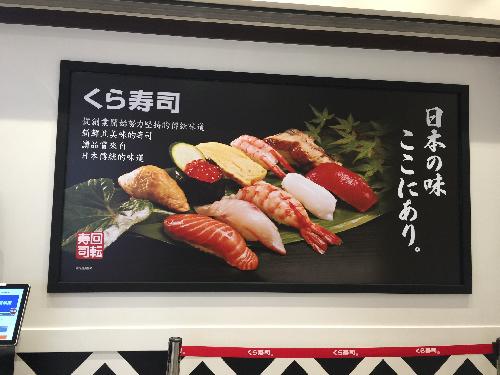 くら寿司
從創業開始努力堅持的傳統味道
新鮮且美味的壽司
請品嘗來自
日本傳統的味道
日本の味
ここにあり。
回転
寿司
くら寿司。
くら寿司。
くら寿司。